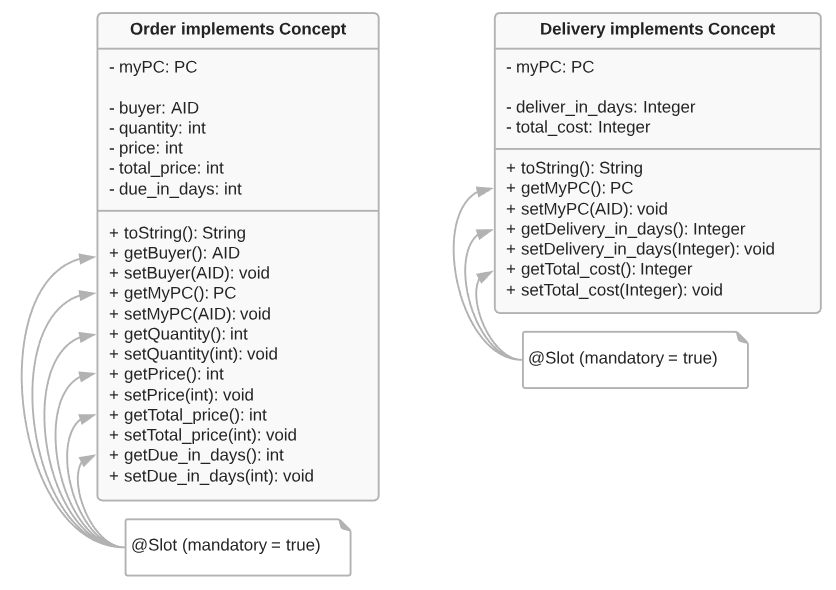 Order implements Concept
- myPC: PC
- buyer: AID
- quantity: int
- price: int
- total_price: int
- due_in_days: int
+ toString(): String
+ getBuyer(): AID
+ setBuyer(AID): void
+ getMyPC(): PC
+ setMyPC(AID): void
+ getQuantity(): int
+ setQuantity(int): void
+ getPrice(): int
+ setPrice(int): void
+ getTotal_price(): int
+ setTotal_price(int): void
+ getDue_in_days(): int
+ setDue_in_days(int): void
@Slot (mandatory = true)
Delivery implements Concept
- myPC: PC
- deliver_in_days: Integer
- total_cost: Integer
+ toString(): String
+ getMyPC(): PC
+ setMyPC(AID): void
+ getDelivery_in_days(): Integer
+ setDelivery_in_days(Integer): void
+ getTotal_cost(): Integer
+ setTotal_cost(Integer): void
@Slot (mandatory = true)